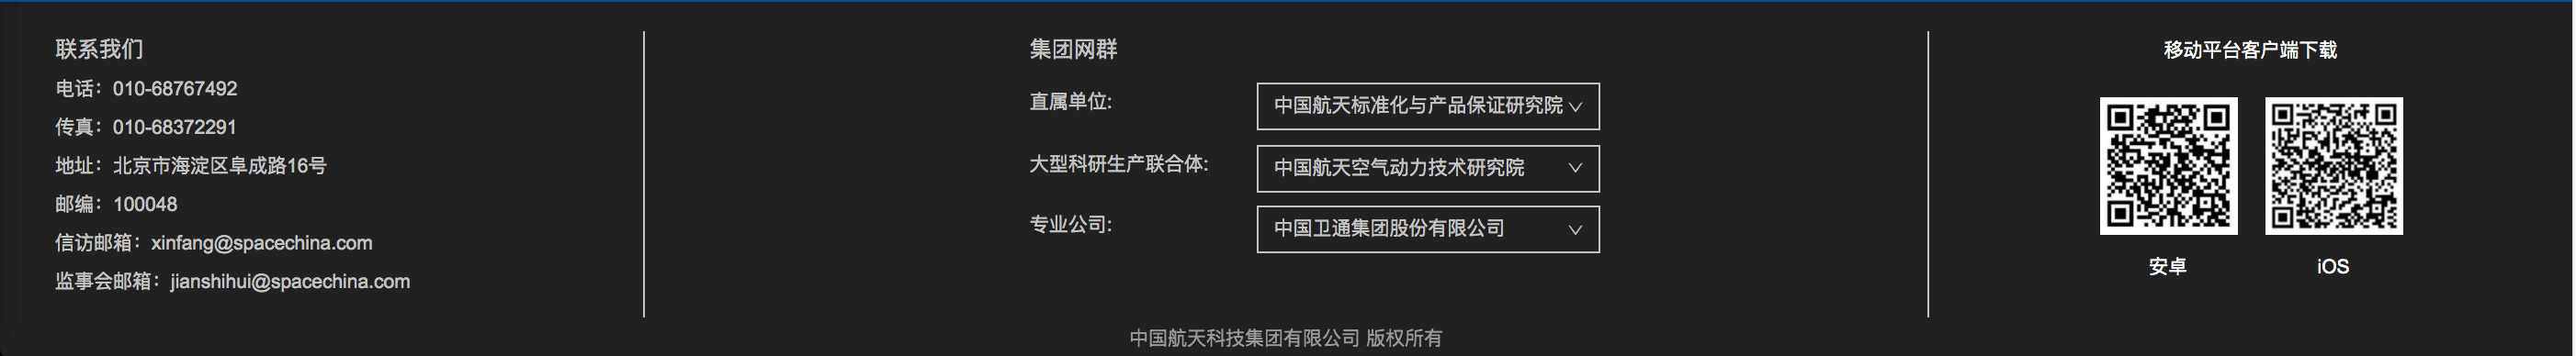 联系我们
电话：010-68767492
传真：010-68372291
地址：北京市海淀区阜成路16号
邮编：100048
信访邮箱：xinfang@spacechina.com
监事会邮箱：jianshihui@spacechina.com
集团网群
直属单位:
中国航天标准化与产品保证研究院
大型科研生产联合体:
中国航天空气动力技术研究院
专业公司:
中国卫通集团股份有限公司
移动平台客户端下载
安卓
iOS
中国航天科技集团有限公司 版权所有